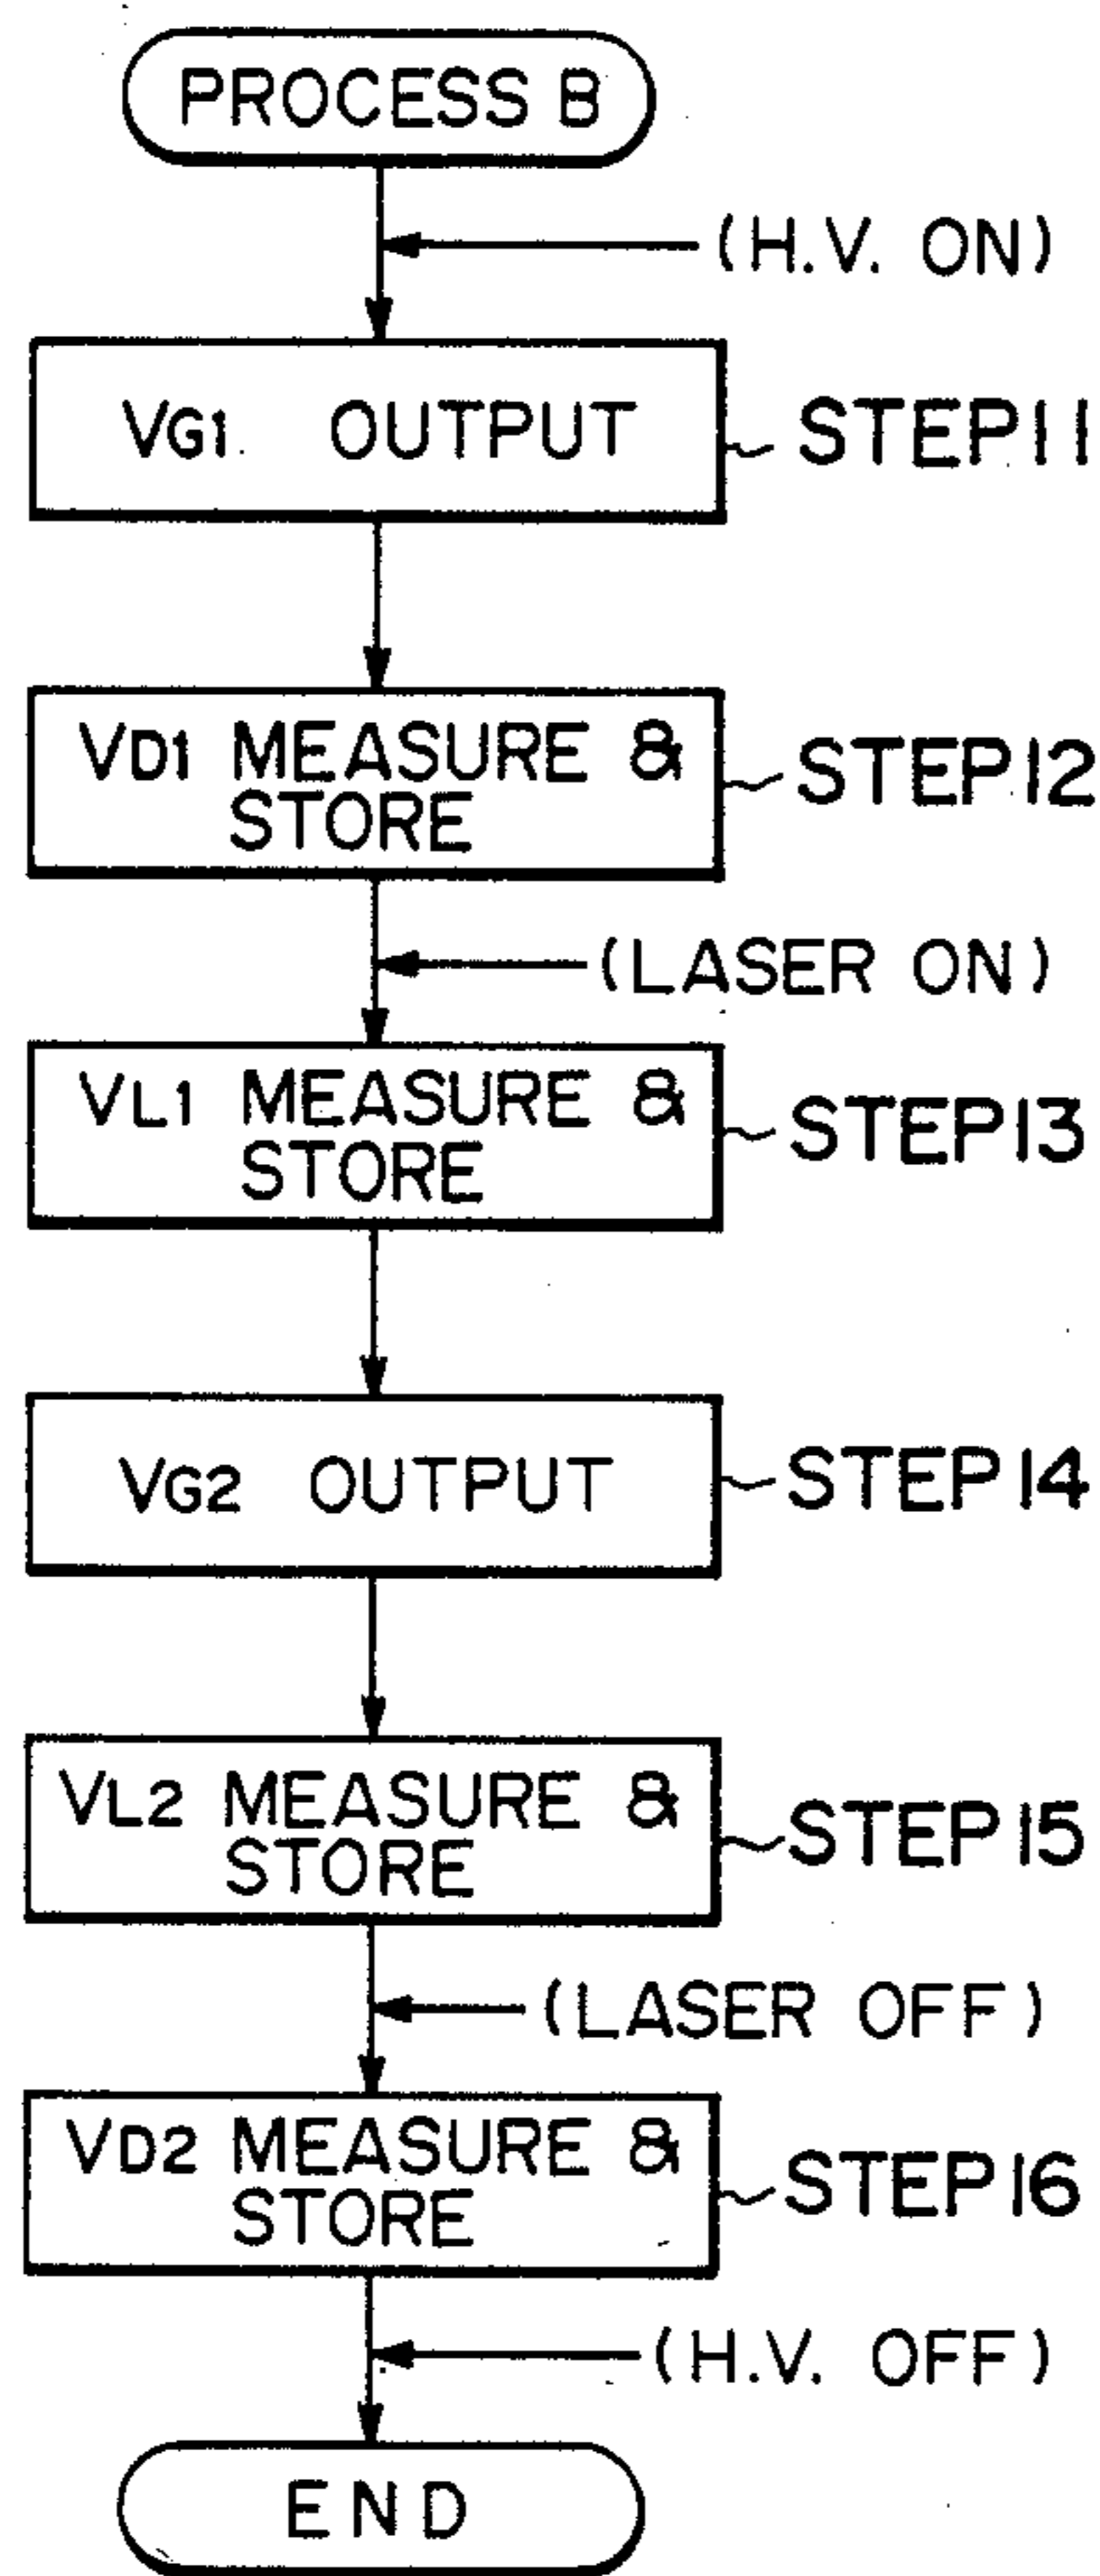 PROCESS B
(H.V. ON)
VG1 OUTPUT
STEP11
VD1 MEASURE &
STORE
STEP12
(LASER ON)
VL1 MEASURE &
STORE
STEP13
VG2 OUTPUT
STEP14
VL2 MEASURE &
STORE
STEP15
(LASER OFF)
VD2 MEASURE &
STORE
STEP16
(H.V. OFF)
END